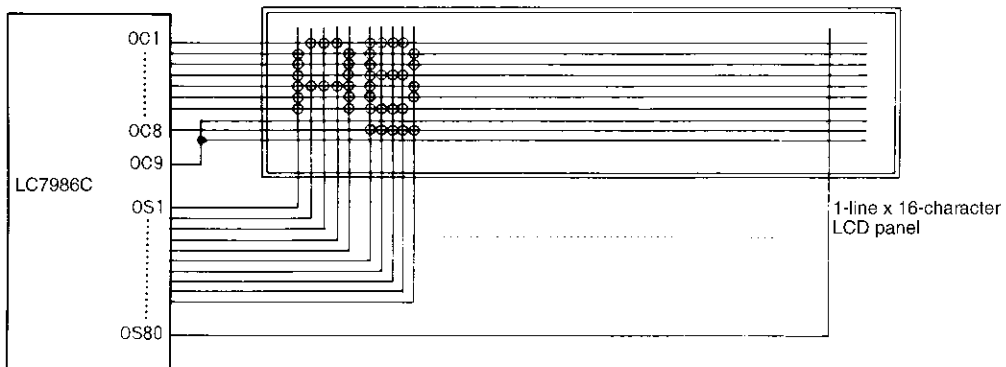 OC1
OC8
OC9
LC7986C
OS1
OS80
1-line x 16-character
LCD panel